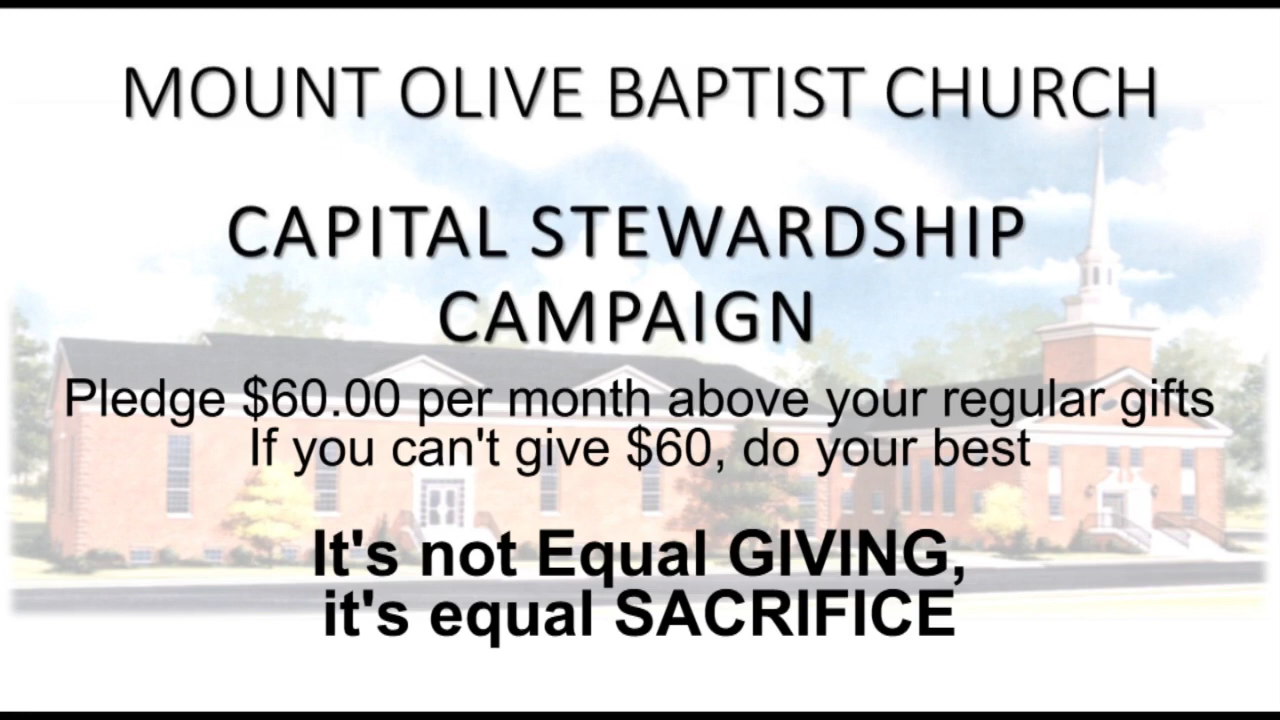 MOUNT OLIVE BAPTIST CHURCH
CAPITAL STEWARDSHIP
CAMPAIGN
Pledge $60.00 per month above your regular gifts
If you can't give $60, do your best
It's not Equal GIVING,
it's equal SACRIFICE